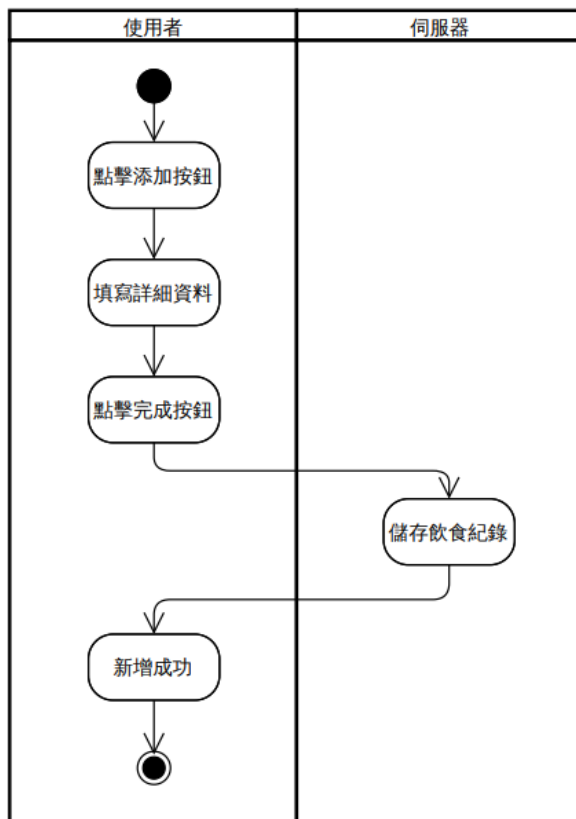 使用者
伺服器
點擊添加按鈕
填寫詳細資料
點擊完成按鈕
儲存飲食紀錄
新增成功